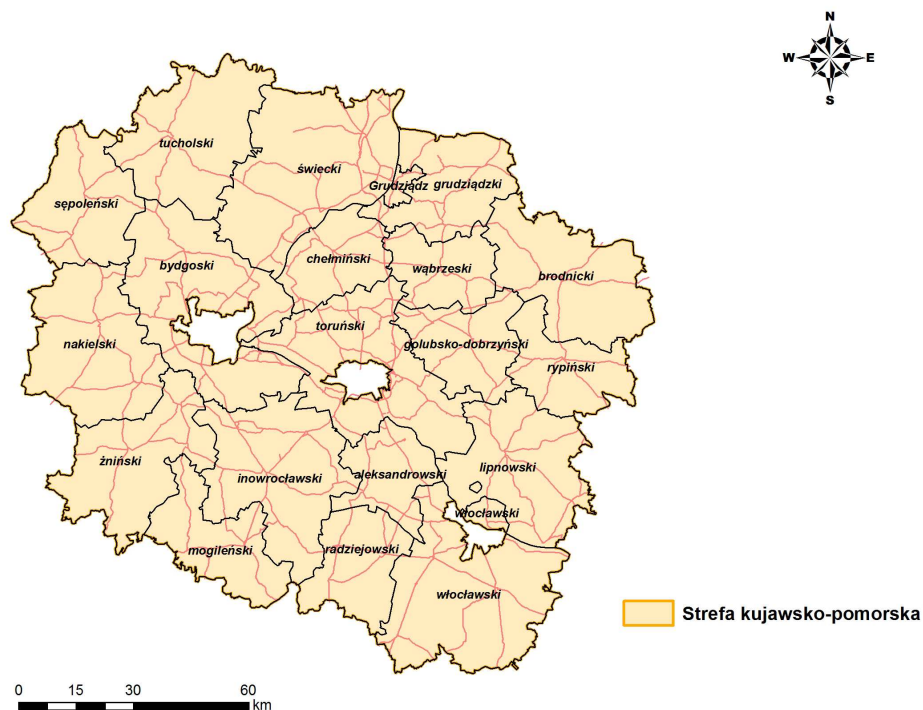 N
W E
S
tucholski
świecki
Grudziądz grudziądzki
sępoleński
bydgoski
chełmiński
wąbrzeski
brodnicki
toruński
nakielski
golubsko-dobrzyński
rypiński
żniński
inowrocławski
aleksandrowski
lipnowski
włocławski
mogileński
radziejowski
włocławski
Strefa kujawsko-pomorska
0 15 30 60
km